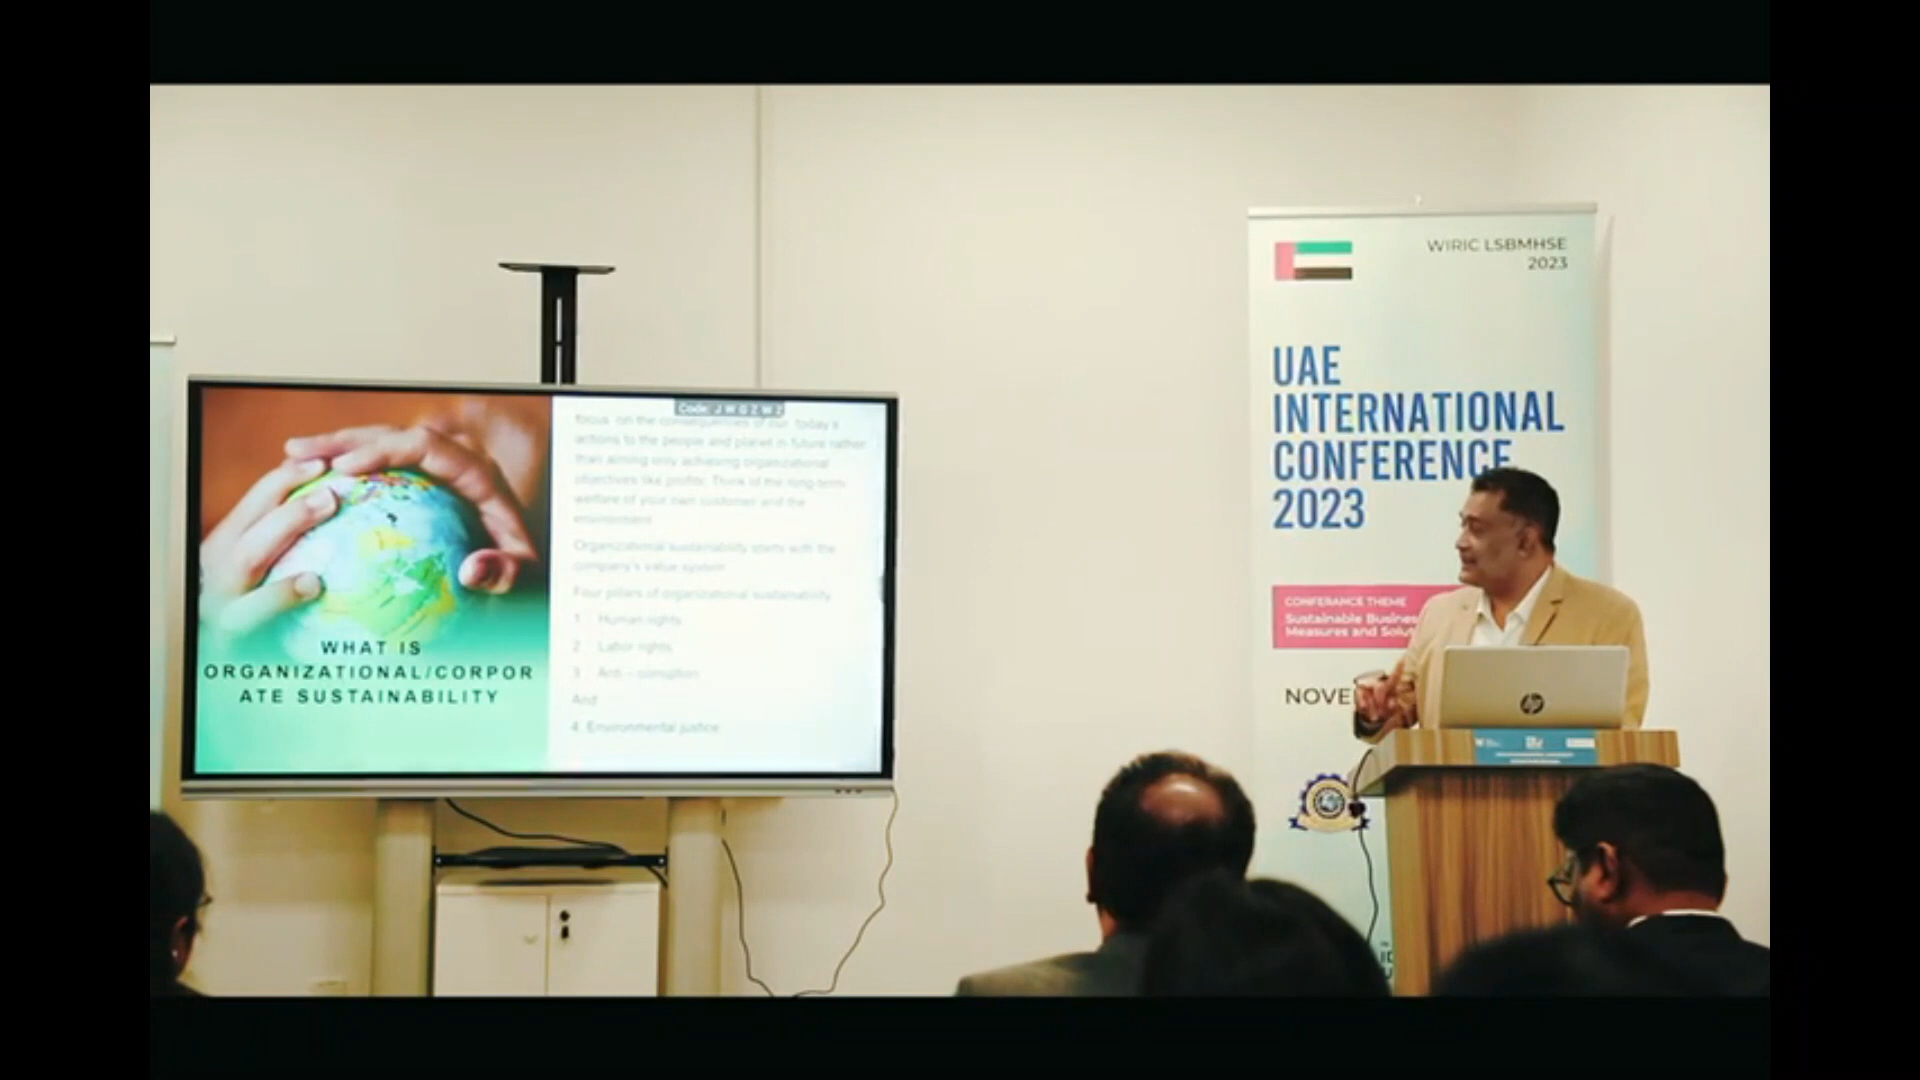 WHAT IS
ORGANIZATIONAL/CORPOR
ATE SUSTAINABILITY
focus on the consequences of our today's
actions to the people and planet in future rather
than aiming only achieving organizational
objectives like profits. Think of the long-term
welfare of your own customer and the
environment
Organizational sustainability starts with the
company's value system
Four pillars of organizational sustainability
1 Human rights
2 Labor rights
3 Anti – corruption
And
4. Environmental justice
WIRIC LSBMHSE
2023
UAE
INTERNATIONAL
CONFERENCE
2023
CONFERANCE THEME
Sustainable Busines
Measures and Solut
NOVE
hp